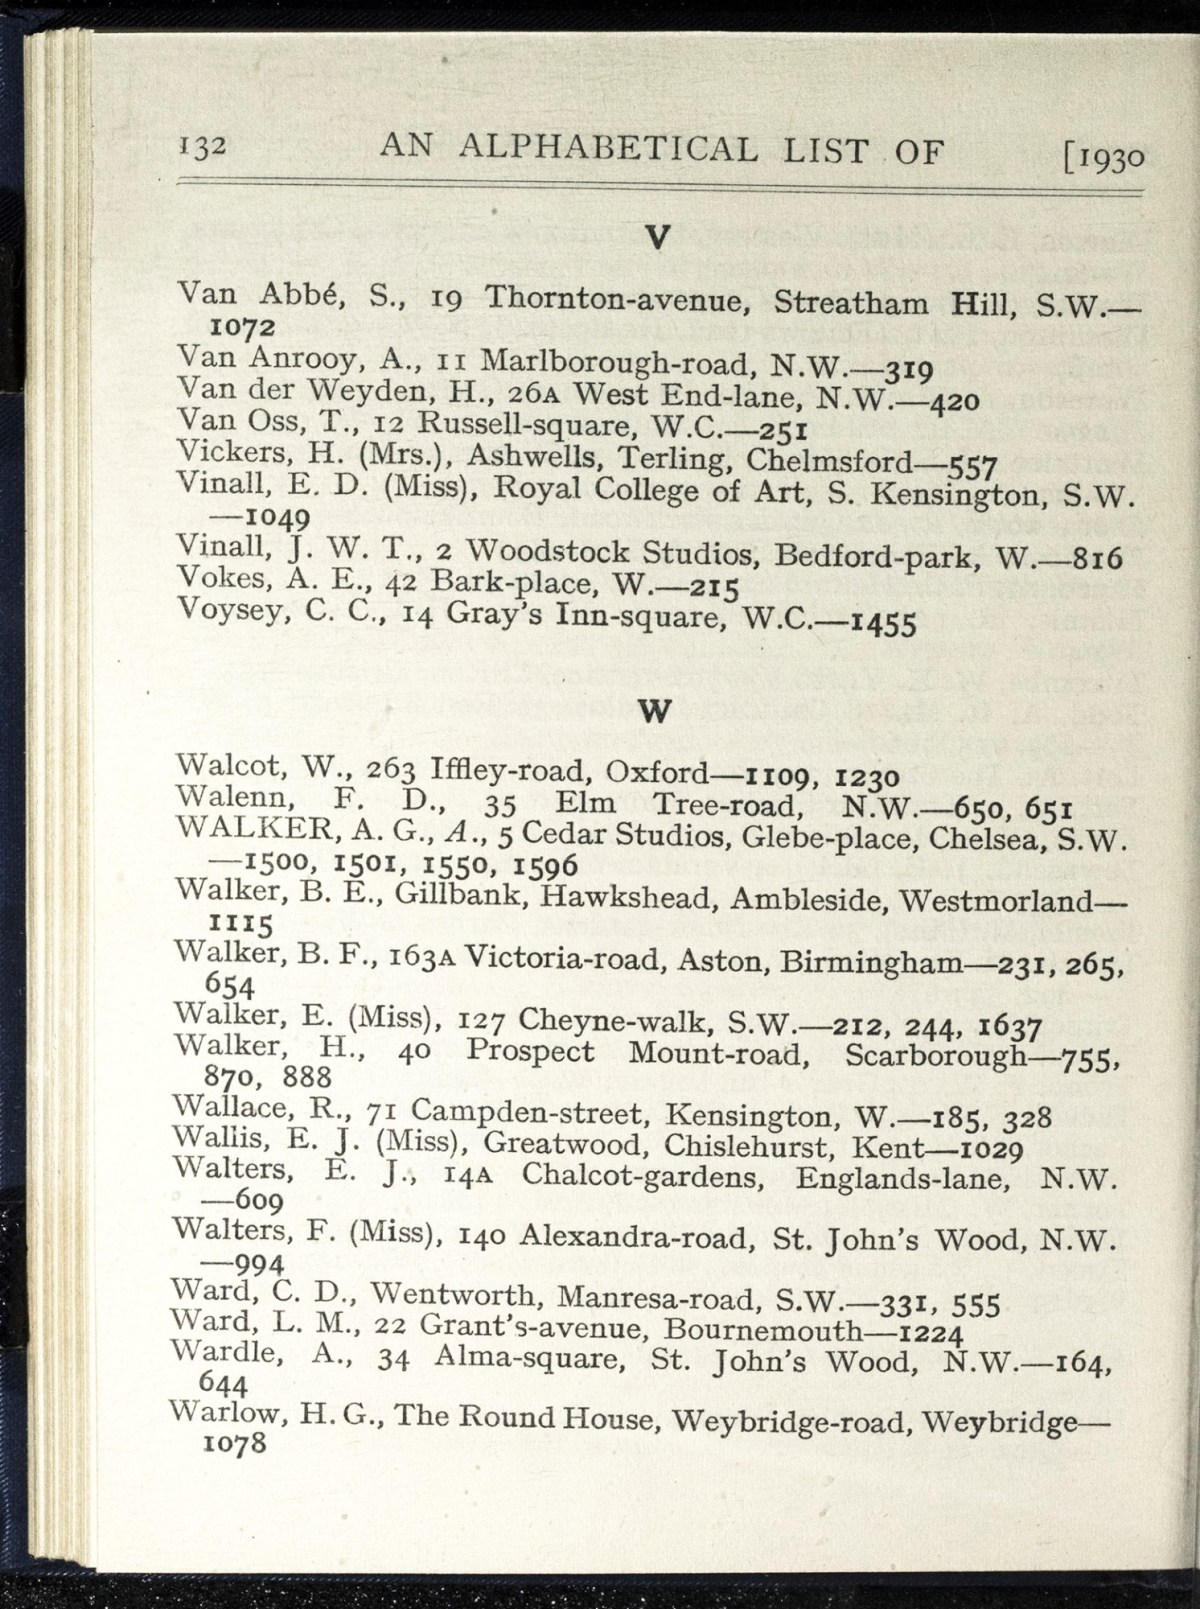 132 AN ALPHABETICAL LIST OF [1930
V
Van Abbé, S., 19 Thornton-avenue, Streatham Hill, S.W.—
1072
Van Anrooy, A., 11 Marlborough-road, N.W.—319
Van der Weyden, H., 26A West End-lane, N.W.—420
Van Oss, T., 12 Russell-square, W.C.—251
Vickers, H. (Mrs.), Ashwells, Terling, Chelmsford—557
Vinall, E. D. (Miss), Royal College of Art, S. Kensington, S.W.
—1049
Vinall, J. W. T., 2 Woodstock Studios, Bedford-park, W.—816
Vokes, A. E., 42 Bark-place, W.—215
Voysey, C. C., 14 Gray's Inn-square, W.C.—1455
W
Walcot, W., 263 Iffley-road, Oxford—1109, 1230
Walenn, F. D., 35 Elm Tree-road, N.W.—650, 651
WALKER, A. G., A., 5 Cedar Studios, Glebe-place, Chelsea, S.W.
—1500, 1501, 1550, 1596
Walker, B. E., Gillbank, Hawkshead, Ambleside, Westmorland—
1115
Walker, B. F., 163A Victoria-road, Aston, Birmingham—231, 265,
654
Walker, E. (Miss), 127 Cheyne-walk, S.W.—212, 244, 1637
Walker, H., 40 Prospect Mount-road, Scarborough—755,
870, 888
Wallace, R., 71 Campden-street, Kensington, W.—185, 328
Wallis, E. J. (Miss), Greatwood, Chislehurst, Kent—1029
Walters, E. J., 14A Chalcot-gardens, Englands-lane, N.W.
—609
Walters, F. (Miss), 140 Alexandra-road, St. John's Wood, N.W.
—994
Ward, C. D., Wentworth, Manresa-road, S.W.—331, 555
Ward, L. M., 22 Grant's-avenue, Bournemouth—1224
Wardle, A., 34 Alma-square, St. John's Wood, N.W.—164,
644
Warlow, H. G., The Round House, Weybridge-road, Weybridge—
1078